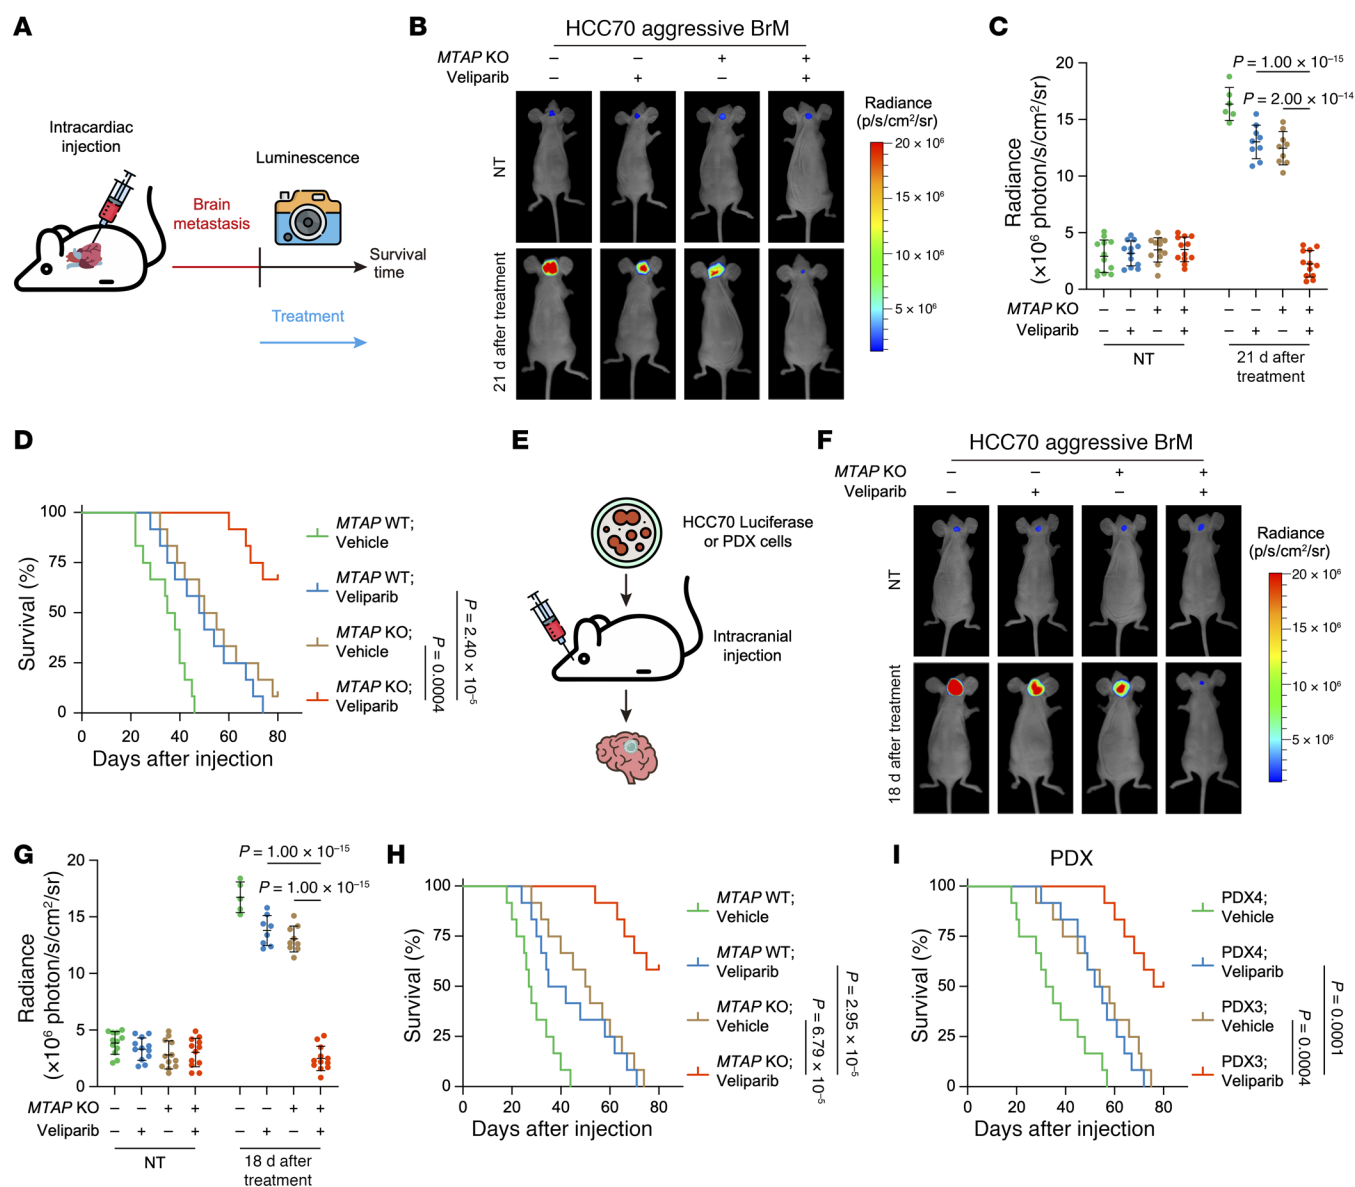 A
Intracardiac
injection
Brain
metastasis
Luminescence
Survival
time
Treatment
B
HCC70 aggressive BrM
MTAP KO – – + +
Veliparib – + – +
NT
21 d after treatment
Radiance
(p/s/cm²/sr)
20 × 10⁶
15 × 10⁶
10 × 10⁶
5 × 10⁶
C
Radiance
(×10⁶ photon/s/cm²/sr)
20
15
10
5
0
P = 1.00 × 10⁻¹⁵
P = 2.00 × 10⁻¹⁴
MTAP KO – – + + – – + +
Veliparib – + – + – + – +
NT
21 d after
treatment
D
Survival (%)
100
75
50
25
0
0 20 40 60 80
Days after injection
MTAP WT;
Vehicle
MTAP WT;
Veliparib
MTAP KO;
Vehicle
MTAP KO;
Veliparib
P = 0.0004
P = 2.40 × 10⁻⁵
E
HCC70 Luciferase
or PDX cells
Intracranial
injection
F
HCC70 aggressive BrM
MTAP KO – – + +
Veliparib – + – +
NT
18 d after treatment
Radiance
(p/s/cm²/sr)
20 × 10⁶
15 × 10⁶
10 × 10⁶
5 × 10⁶
G
Radiance
(×10⁶ photon/s/cm²/sr)
20
15
10
5
0
P = 1.00 × 10⁻¹⁵
P = 1.00 × 10⁻¹⁵
MTAP KO – – + + – – + +
Veliparib – + – + – + – +
NT
18 d after
treatment
H
Survival (%)
100
75
50
25
0
0 20 40 60 80
Days after injection
MTAP WT;
Vehicle
MTAP WT;
Veliparib
MTAP KO;
Vehicle
MTAP KO;
Veliparib
P = 6.79 × 10⁻⁵
P = 2.95 × 10⁻⁵
I
PDX
Survival (%)
100
75
50
25
0
0 20 40 60 80
Days after injection
PDX4;
Vehicle
PDX4;
Veliparib
PDX3;
Vehicle
PDX3;
Veliparib
P = 0.0004
P = 0.0001